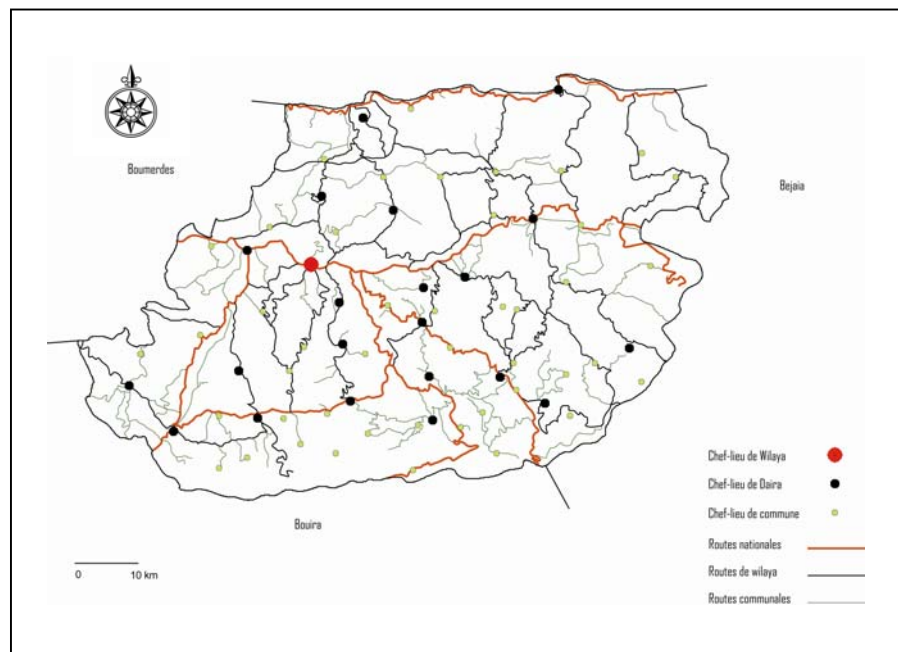 Boumerdes
Bejaia
Bouira
Chef-lieu de Wilaya
Chef-lieu de Daira
Chef-lieu de commune
Routes nationales
Routes de wilaya
Routes communales
0 10 km